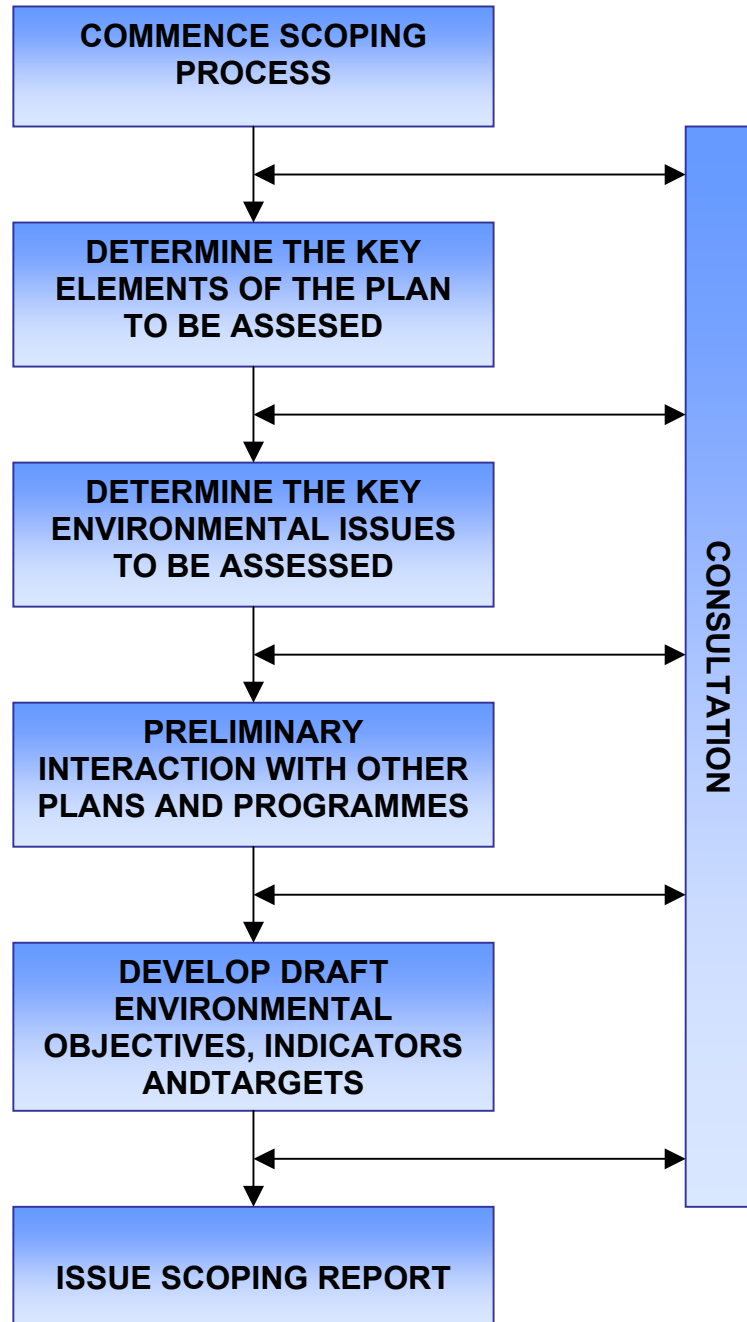 COMMENCE SCOPING
PROCESS
DETERMINE THE KEY
ELEMENTS OF THE PLAN
TO BE ASSESED
DETERMINE THE KEY
ENVIRONMENTAL ISSUES
TO BE ASSESSED
PRELIMINARY
INTERACTION WITH OTHER
PLANS AND PROGRAMMES
DEVELOP DRAFT
ENVIRONMENTAL
OBJECTIVES, INDICATORS
ANDTARGETS
ISSUE SCOPING REPORT
CONSULTATION